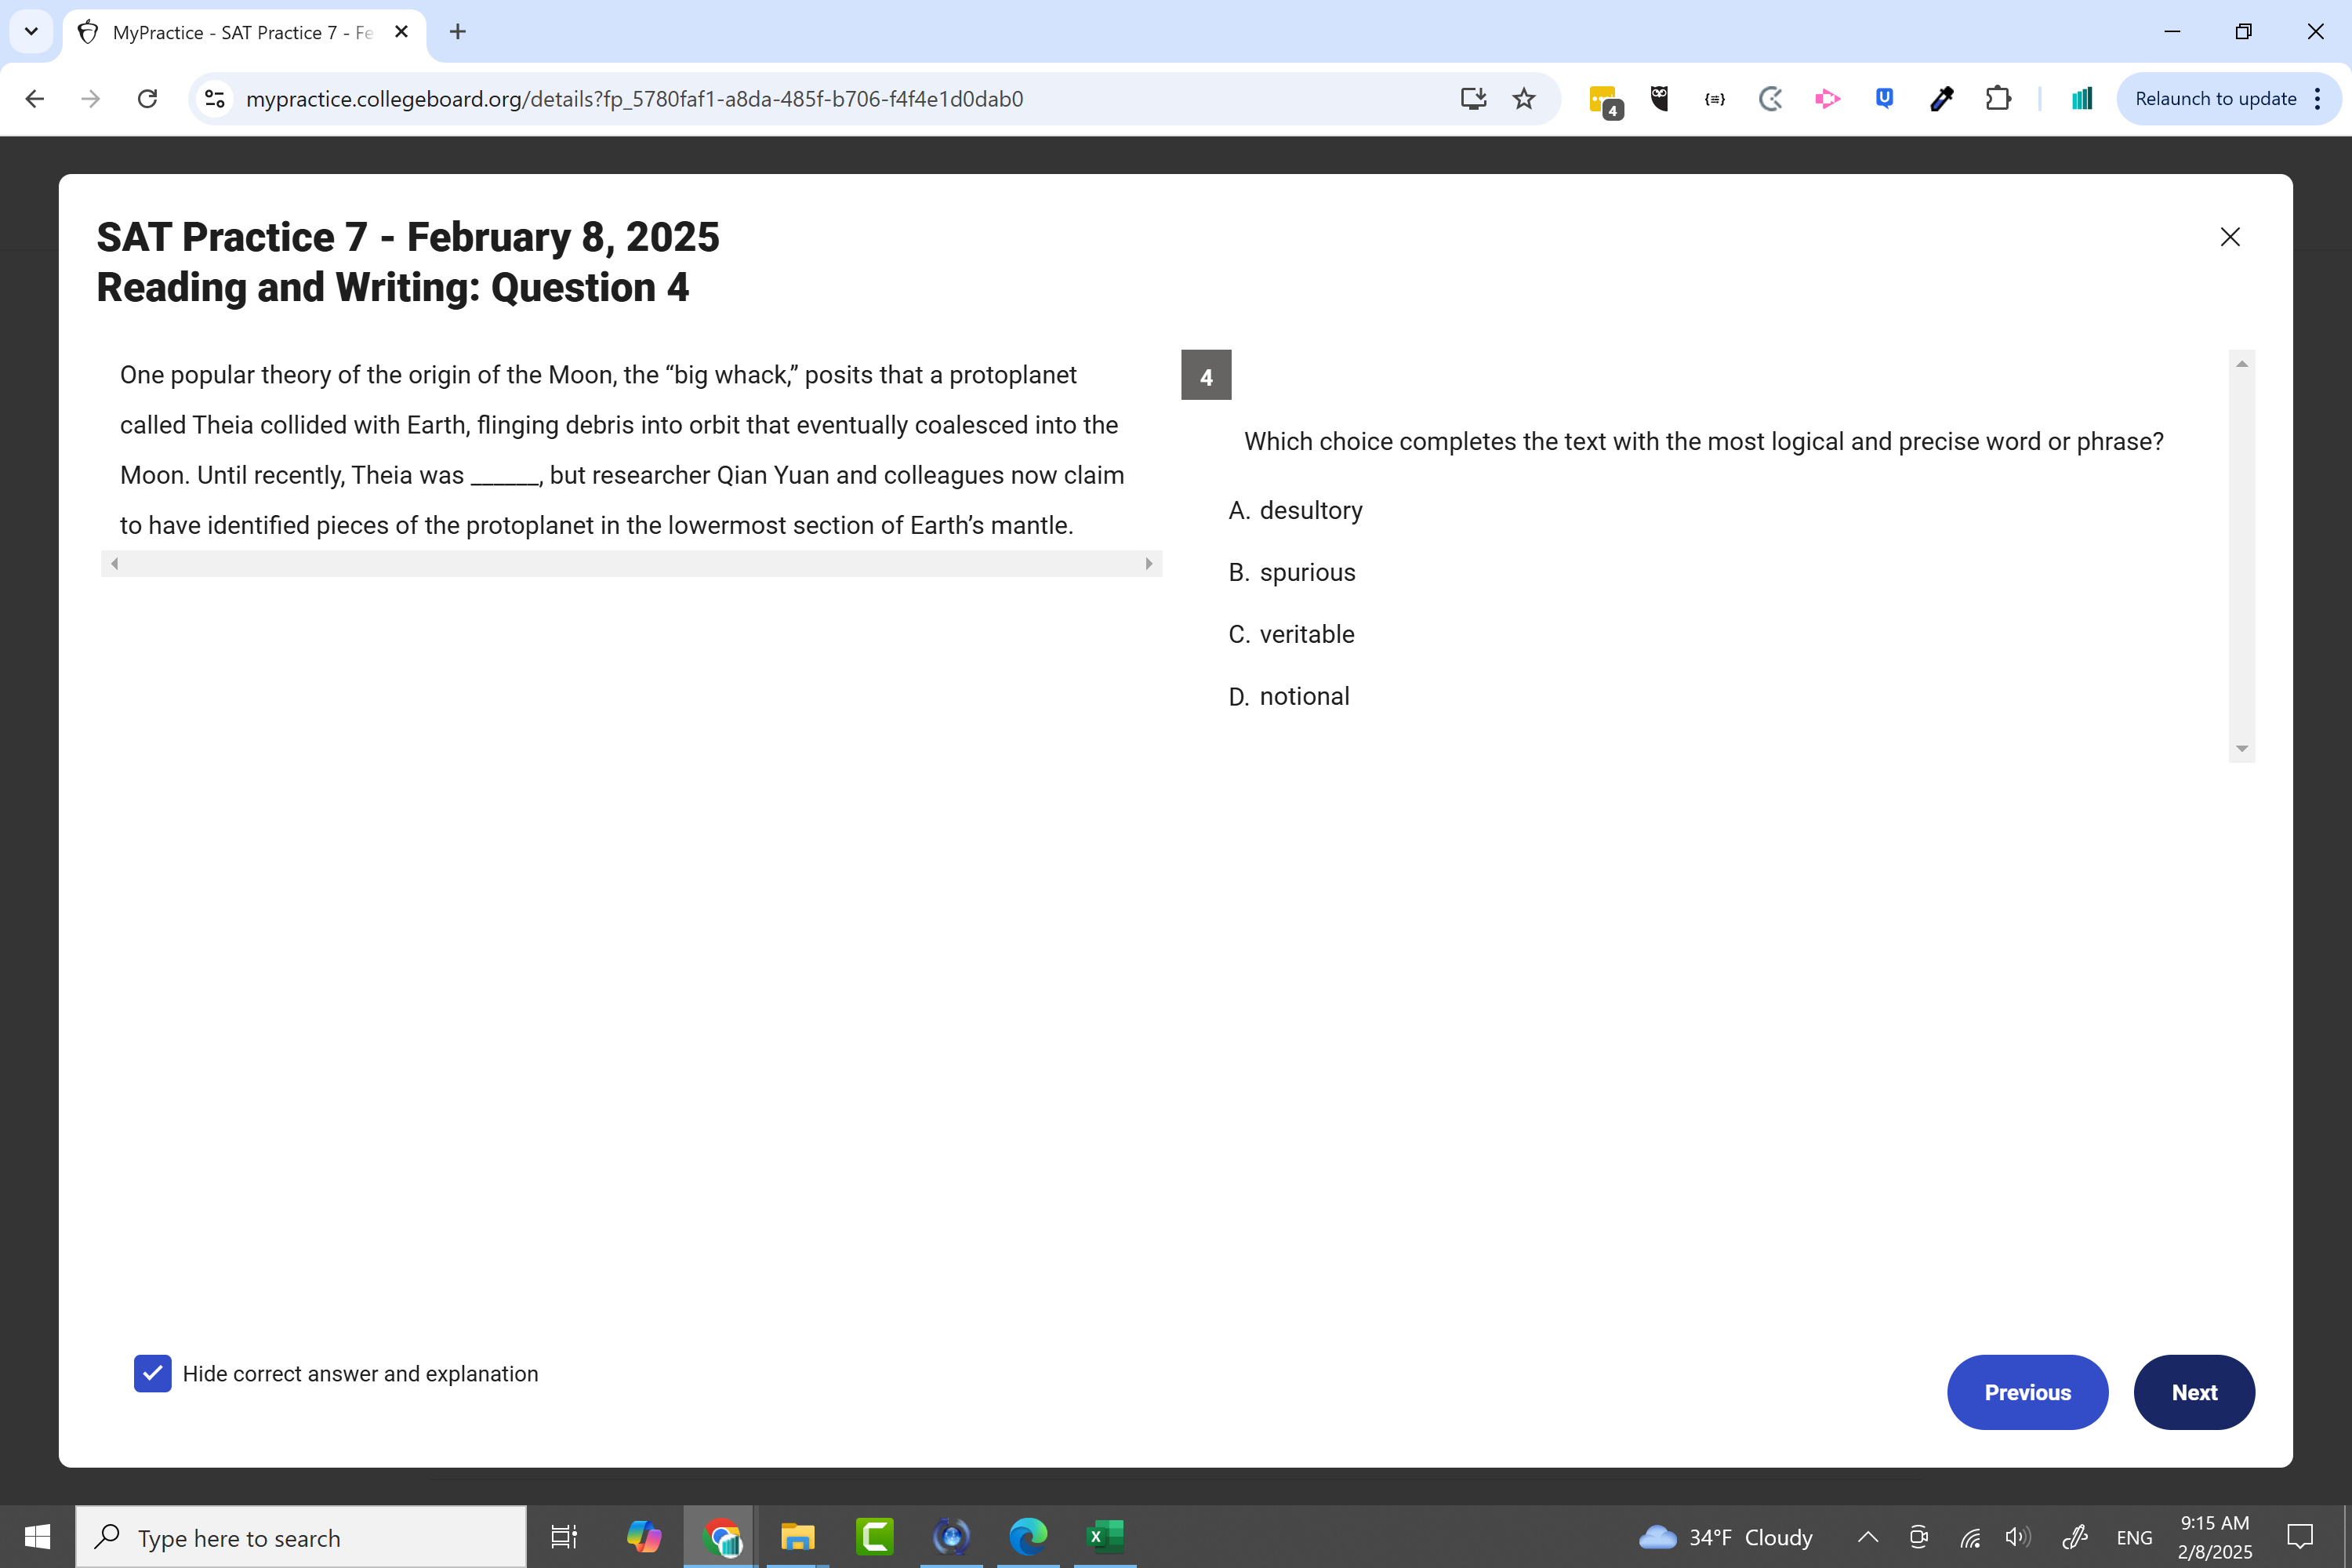 MyPractice - SAT Practice 7 - Fe
mypractice.collegeboard.org/details?fp_5780faf1-a8da-485f-b706-f4f4e1d0dab0
4
Relaunch to update
SAT Practice 7 - February 8, 2025
Reading and Writing: Question 4
One popular theory of the origin of the Moon, the “big whack,” posits that a protoplanet
called Theia collided with Earth, flinging debris into orbit that eventually coalesced into the
Moon. Until recently, Theia was ______, but researcher Qian Yuan and colleagues now claim
to have identified pieces of the protoplanet in the lowermost section of Earth’s mantle.
4
Which choice completes the text with the most logical and precise word or phrase?
A. desultory
B. spurious
C. veritable
D. notional
Hide correct answer and explanation
Previous
Next
Type here to search
34°F Cloudy
ENG
9:15 AM
2/8/2025